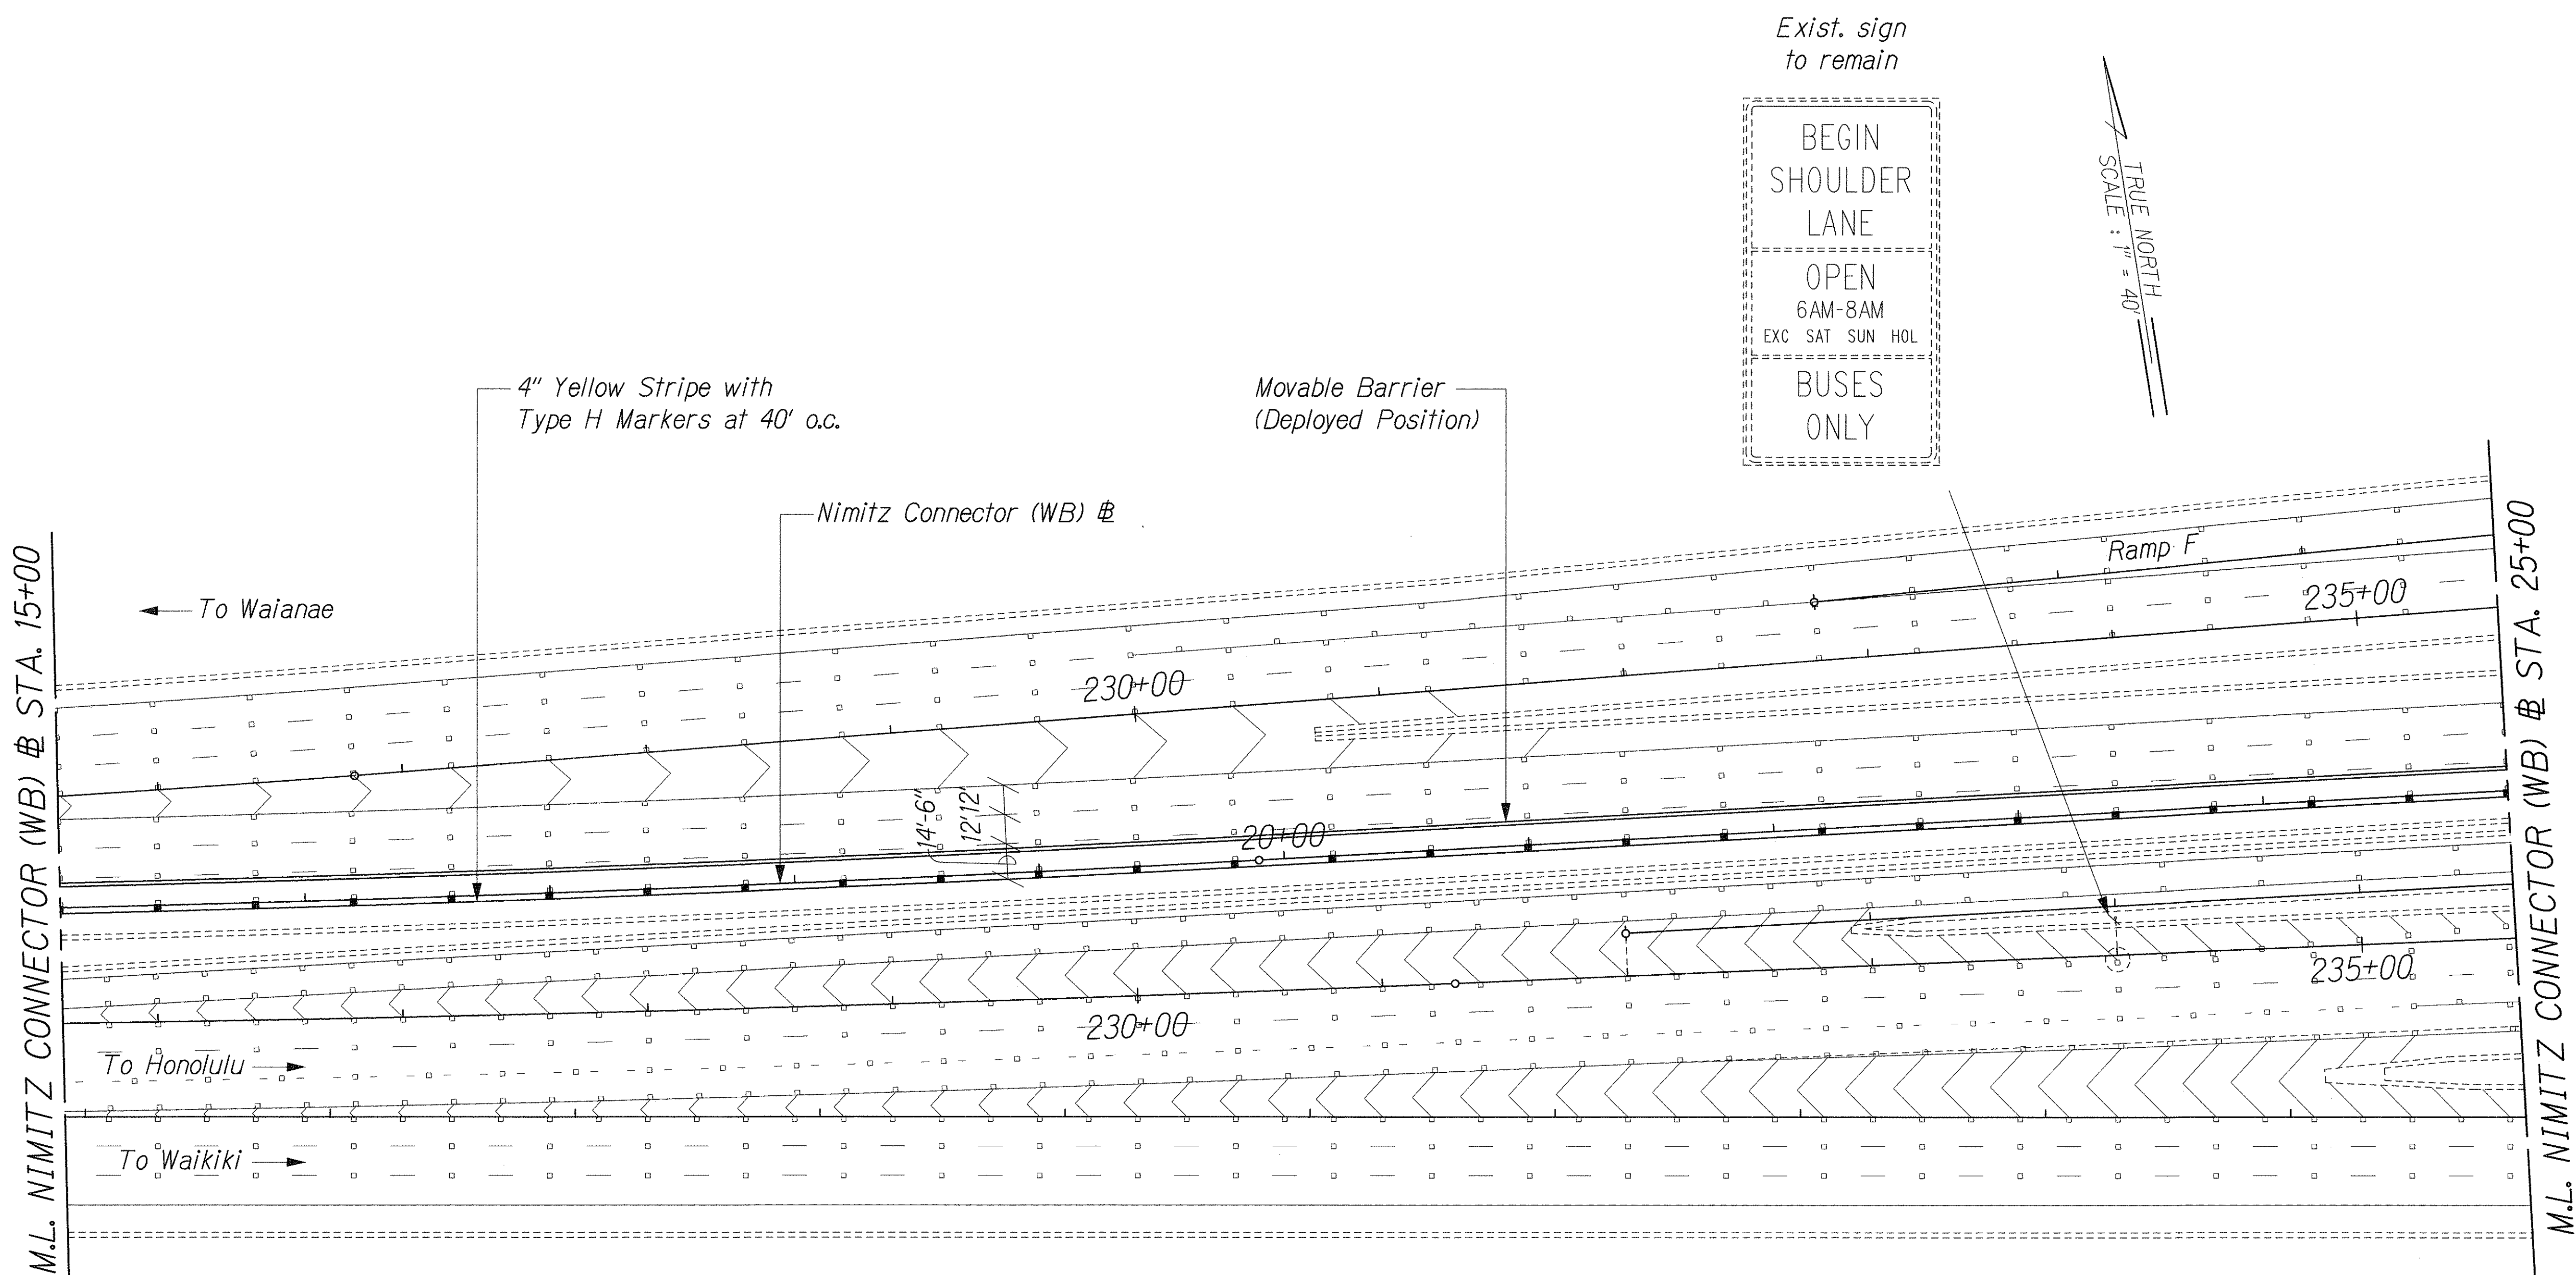 Exist. sign
to remain
BEGIN
SHOULDER
LANE
OPEN
6AM-8AM
EXC SAT SUN HOL
BUSES
ONLY
TRUE NORTH
SCALE : 1" = 40'
4" Yellow Stripe with
Type H Markers at 40' o.c.
Movable Barrier
(Deployed Position)
Nimitz Connector (WB) ℄
M.L. NIMITZ CONNECTOR (WB) ℄ STA. 15+00
To Waianae
Ramp F
235+00
230+00
14'-6"
12'
12'
20+00
235+00
230+00
To Honolulu
To Waikiki
M.L. NIMITZ CONNECTOR (WB) ℄ STA. 25+00